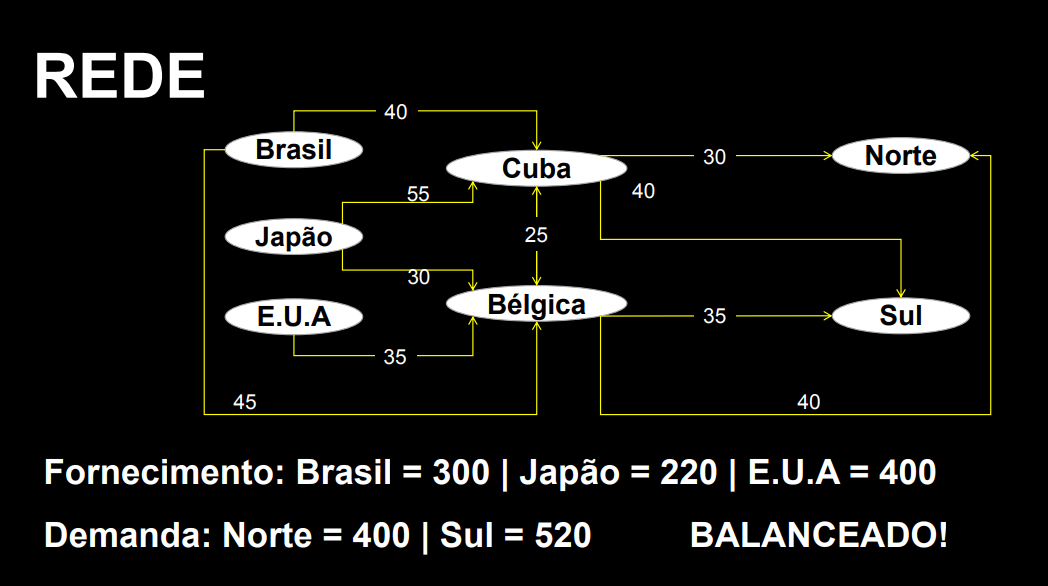 REDE
40
Brasil
Cuba
30
Norte
55
40
Japão
25
30
Bélgica
E.U.A
35
Sul
35
45
40
Fornecimento: Brasil = 300 | Japão = 220 | E.U.A = 400
Demanda: Norte = 400 | Sul = 520 BALANCEADO!